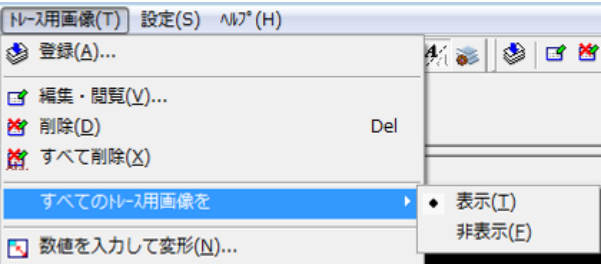 トレース用画像(T) 設定(S) ヘルプ(H)
登録(A)...
編集・閲覧(V)...
削除(D) Del
すべて削除(X)
すべてのトレース用画像を
表示(T)
非表示(F)
数値を入力して変形(N)...